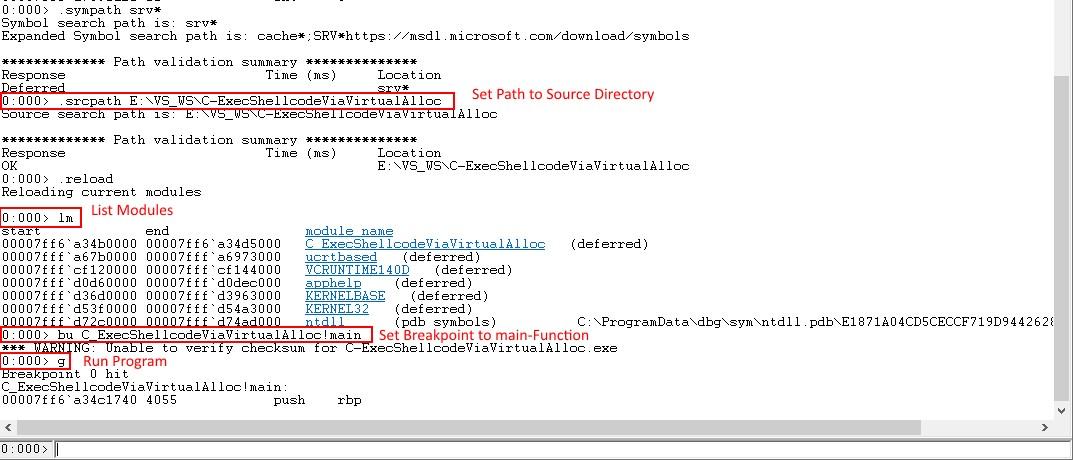 0:000> .sympath srv*
Symbol search path is: srv*
Expanded Symbol search path is: cache*;SRV*https://msdl.microsoft.com/download/symbols
************* Path validation summary **************
Response Time (ms) Location
Deferred srv*
0:000> .srcpath E:\VS_WS\C-ExecShellcodeViaVirtualAlloc Set Path to Source Directory
Source search path is: E:\VS_WS\C-ExecShellcodeViaVirtualAlloc
************* Path validation summary **************
Response Time (ms) Location
OK E:\VS_WS\C-ExecShellcodeViaVirtualAlloc
0:000> .reload
Reloading current modules
0:000> lm List Modules
start end module name
00007ff6`a34b0000 00007ff6`a34d5000 C_ExecShellcodeViaVirtualAlloc (deferred)
00007fff`a67b0000 00007fff`a6973000 ucrtbased (deferred)
00007fff`cf120000 00007fff`cf144000 VCRUNTIME140D (deferred)
00007fff`d0d60000 00007fff`d0dec000 apphelp (deferred)
00007fff`d36d0000 00007fff`d3963000 KERNELBASE (deferred)
00007fff`d53f0000 00007fff`d54a3000 KERNEL32 (deferred)
00007fff`d72c0000 00007fff`d74ad000 ntdll (pdb symbols) C:\ProgramData\dbg\sym\ntdll.pdb\E1871A04CD5CECCF719D9442628
0:000> bu C_ExecShellcodeViaVirtualAlloc!main Set Breakpoint to main-Function
*** WARNING: Unable to verify checksum for C-ExecShellcodeViaVirtualAlloc.exe
0:000> g Run Program
Breakpoint 0 hit
C_ExecShellcodeViaVirtualAlloc!main:
00007ff6`a34c1740 4055 push rbp
0:000>